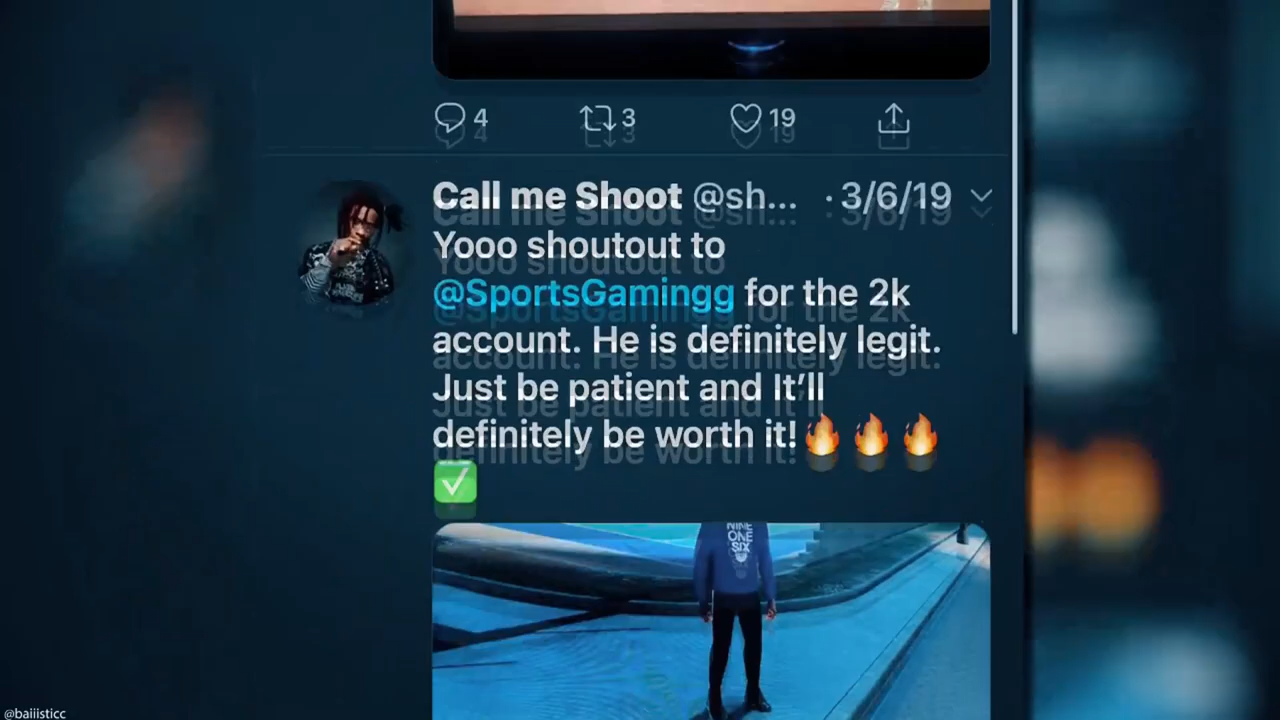 4 3 19
Call me Shoot @sh... · 3/6/19
Yooo shoutout to
@SportsGamingg for the 2k
account. He is definitely legit.
Just be patient and It’ll
definitely be worth it!🔥🔥🔥
✅
NINE
ONE
SIX
@baiiisticc